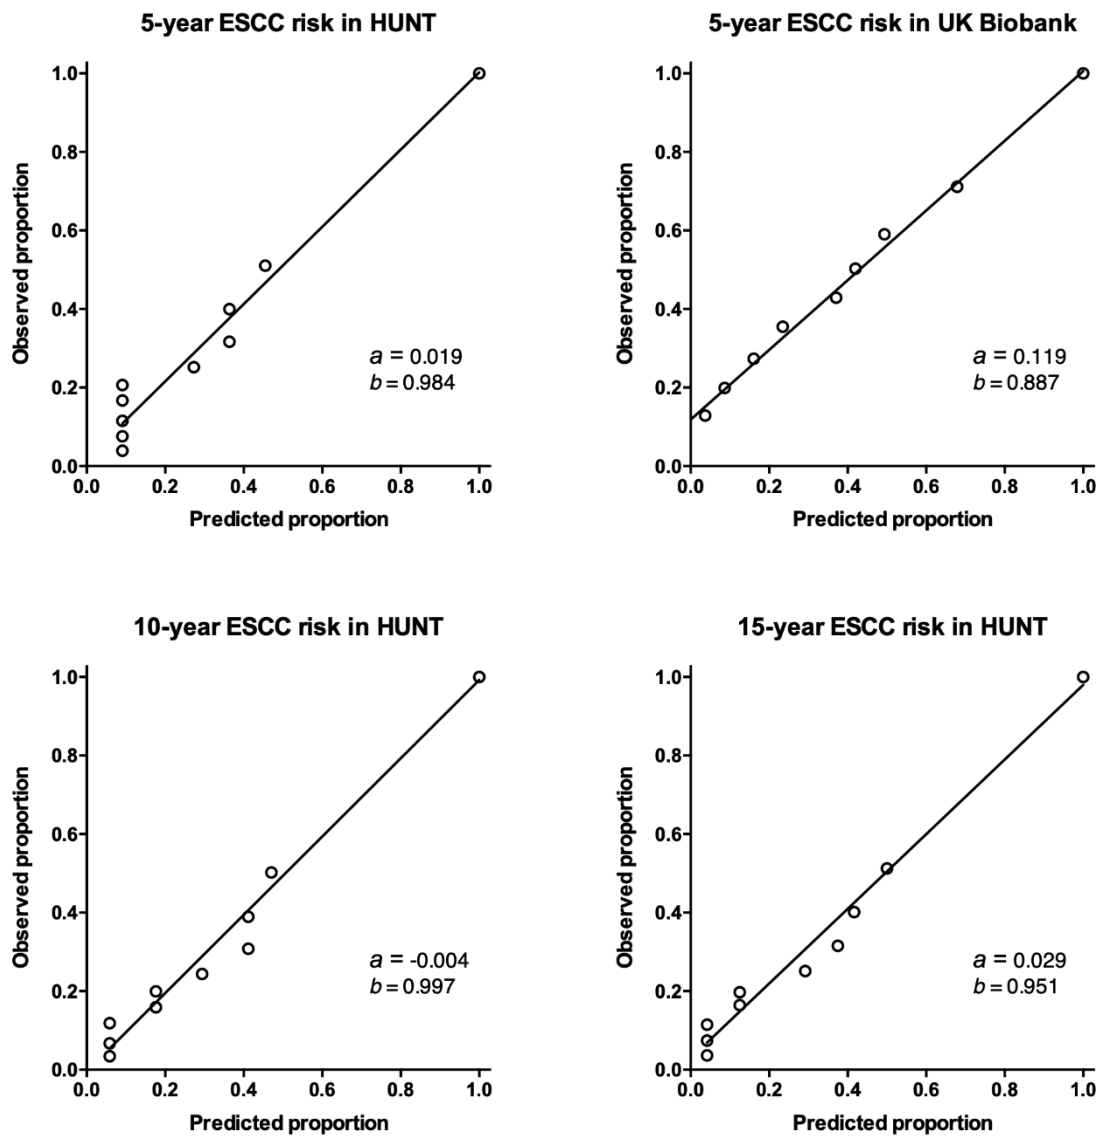 5-year ESCC risk in HUNT
Observed proportion
1.0
0.8
0.6
0.4
0.2
0.0
a = 0.019
b = 0.984
0.0 0.2 0.4 0.6 0.8 1.0
Predicted proportion
5-year ESCC risk in UK Biobank
Observed proportion
1.0
0.8
0.6
0.4
0.2
0.0
a = 0.119
b = 0.887
0.0 0.2 0.4 0.6 0.8 1.0
Predicted proportion
10-year ESCC risk in HUNT
Observed proportion
1.0
0.8
0.6
0.4
0.2
0.0
a = -0.004
b = 0.997
0.0 0.2 0.4 0.6 0.8 1.0
Predicted proportion
15-year ESCC risk in HUNT
Observed proportion
1.0
0.8
0.6
0.4
0.2
0.0
a = 0.029
b = 0.951
0.0 0.2 0.4 0.6 0.8 1.0
Predicted proportion